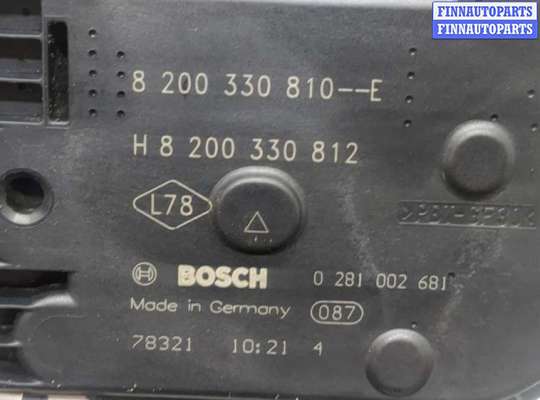 FINNAUTOPARTS
FINNAUTOPARTS
8 200 330 810--E
H 8 200 330 812
L78
BOSCH 0 281 002 681
Made in Germany 087
78321 10:21 4